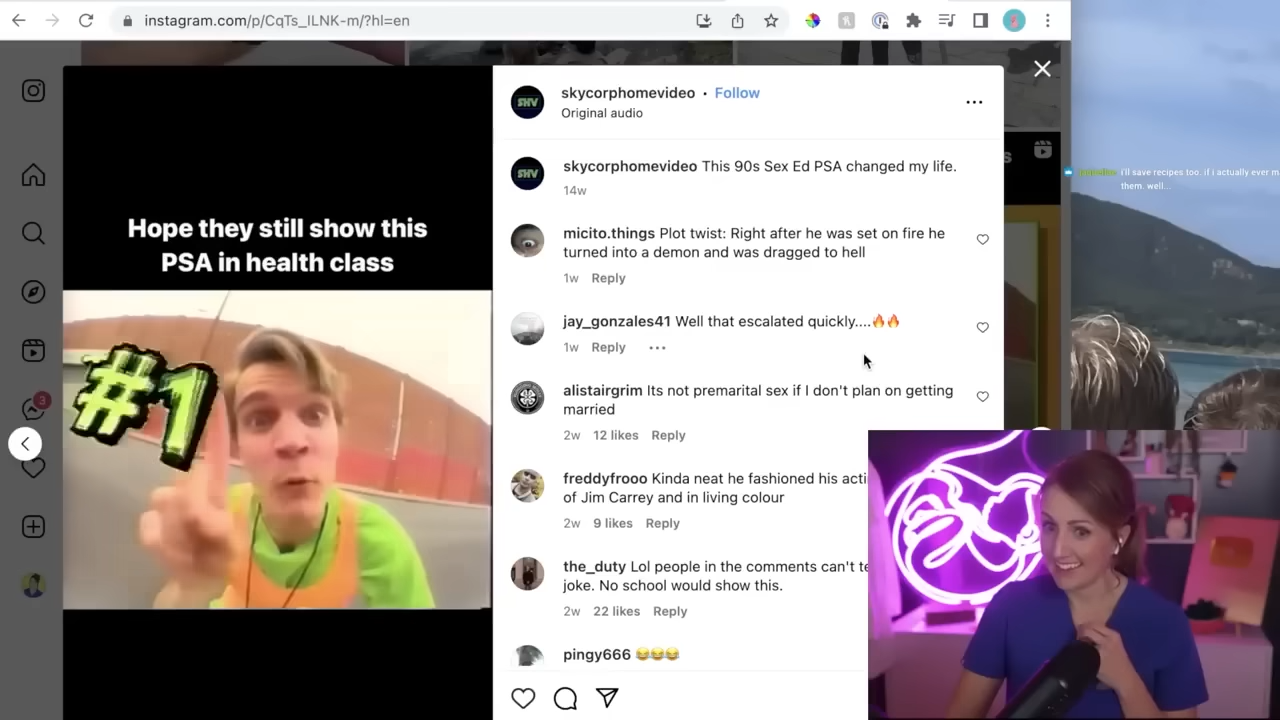 instagram.com/p/CqTs_ILNK-m/?hl=en
skycorphomevideo • Follow
Original audio
SHV
skycorphomevideo This 90s Sex Ed PSA changed my life.
14w
SHV
Hope they still show this
PSA in health class
#1
micito.things Plot twist: Right after he was set on fire he
turned into a demon and was dragged to hell
1w Reply
jay_gonzales41 Well that escalated quickly....🔥🔥
1w Reply
alistairgrim Its not premarital sex if I don't plan on getting
married
2w 12 likes Reply
freddyfrooo Kinda neat he fashioned his acti
of Jim Carrey and in living colour
2w 9 likes Reply
the_duty Lol people in the comments can't te
joke. No school would show this.
2w 22 likes Reply
pingy666 😂😂😂
3
s
i'll save recipes too. if i actually ever m
them. well...